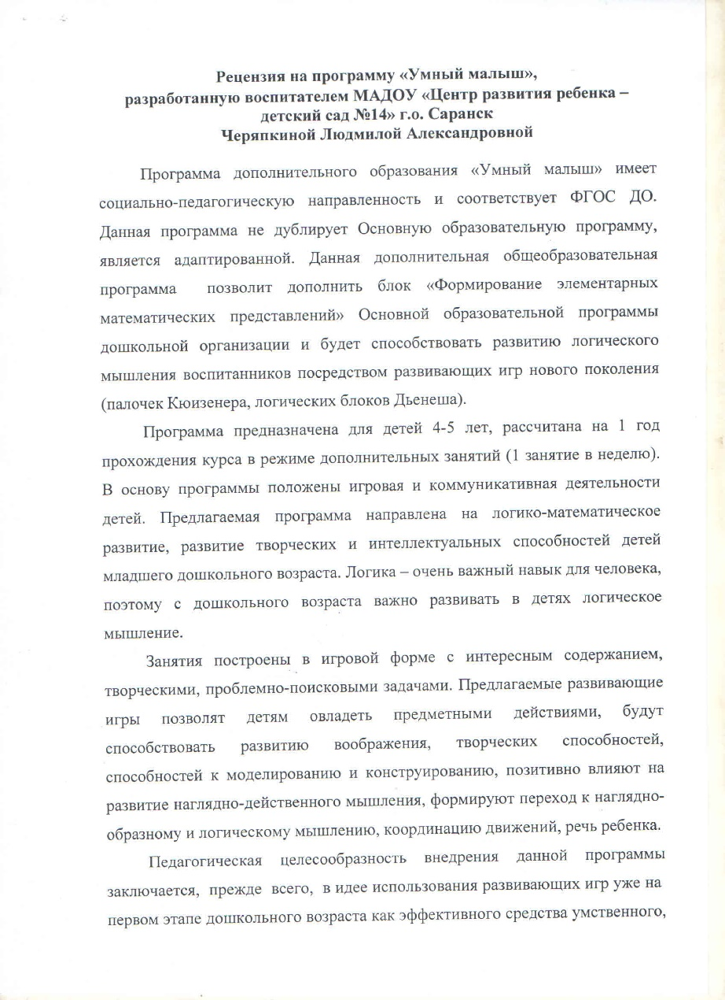 Рецензия на программу «Умный малыш»,
разработанную воспитателем МАДОУ «Центр развития ребенка –
детский сад №14» г.о. Саранск
Черяпкиной Людмилой Александровной
Программа дополнительного образования «Умный малыш» имеет
социально-педагогическую направленность и соответствует ФГОС ДО.
Данная программа не дублирует Основную образовательную программу,
является адаптированной. Данная дополнительная общеобразовательная
программа позволит дополнить блок «Формирование элементарных
математических представлений» Основной образовательной программы
дошкольной организации и будет способствовать развитию логического
мышления воспитанников посредством развивающих игр нового поколения
(палочек Кюизенера, логических блоков Дьенеша).
Программа предназначена для детей 4-5 лет, рассчитана на 1 год
прохождения курса в режиме дополнительных занятий (1 занятие в неделю).
В основу программы положены игровая и коммуникативная деятельности
детей. Предлагаемая программа направлена на логико-математическое
развитие, развитие творческих и интеллектуальных способностей детей
младшего дошкольного возраста. Логика – очень важный навык для человека,
поэтому с дошкольного возраста важно развивать в детях логическое
мышление.
Занятия построены в игровой форме с интересным содержанием,
творческими, проблемно-поисковыми задачами. Предлагаемые развивающие
игры позволят детям овладеть предметными действиями, будут
способствовать развитию воображения, творческих способностей,
способностей к моделированию и конструированию, позитивно влияют на
развитие наглядно-действенного мышления, формируют переход к наглядно-
образному и логическому мышлению, координацию движений, речь ребенка.
Педагогическая целесообразность внедрения данной программы
заключается, прежде всего, в идее использования развивающих игр уже на
первом этапе дошкольного возраста как эффективного средства умственного,